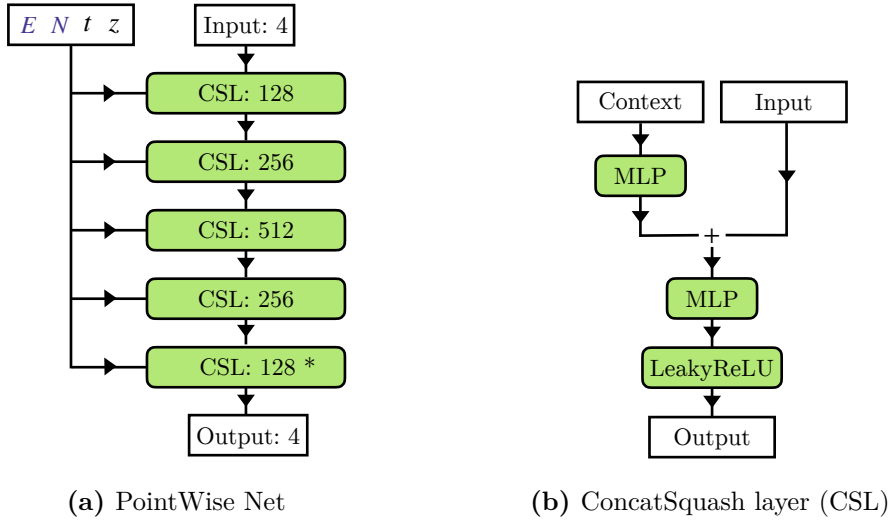 E N t z
Input: 4
CSL: 128
CSL: 256
CSL: 512
CSL: 256
CSL: 128 *
Output: 4
(a) PointWise Net
Context
Input
MLP
+
MLP
LeakyReLU
Output
(b) ConcatSquash layer (CSL)